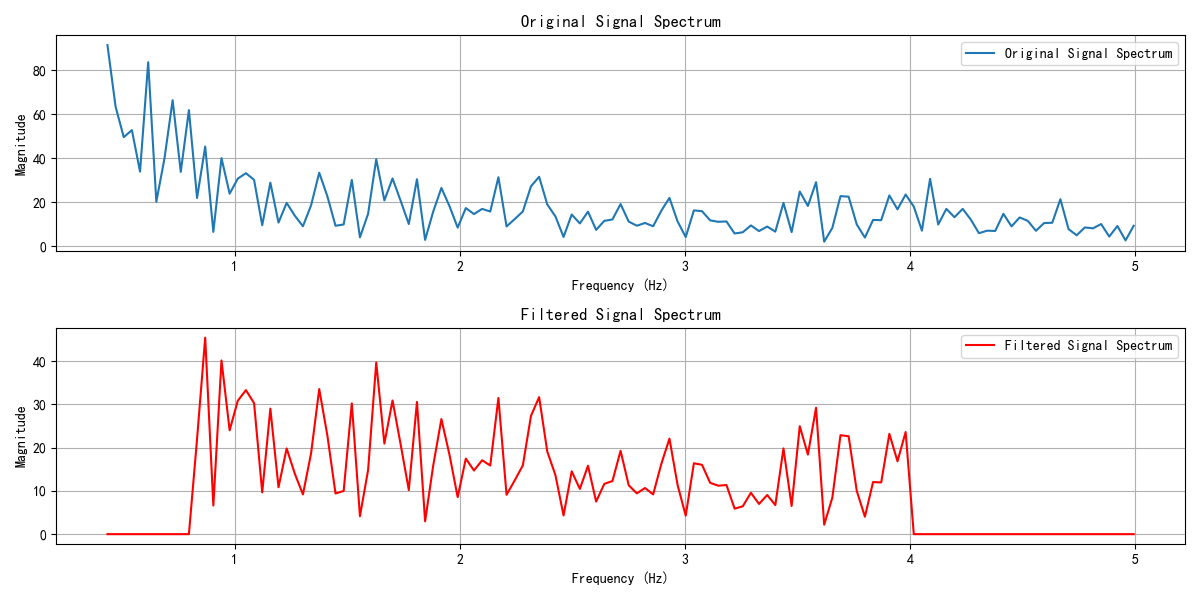 Original Signal Spectrum
Original Signal Spectrum
Magnitude
80
60
40
20
0
1 2 3 4 5
Frequency (Hz)
Filtered Signal Spectrum
Filtered Signal Spectrum
Magnitude
40
30
20
10
0
1 2 3 4 5
Frequency (Hz)